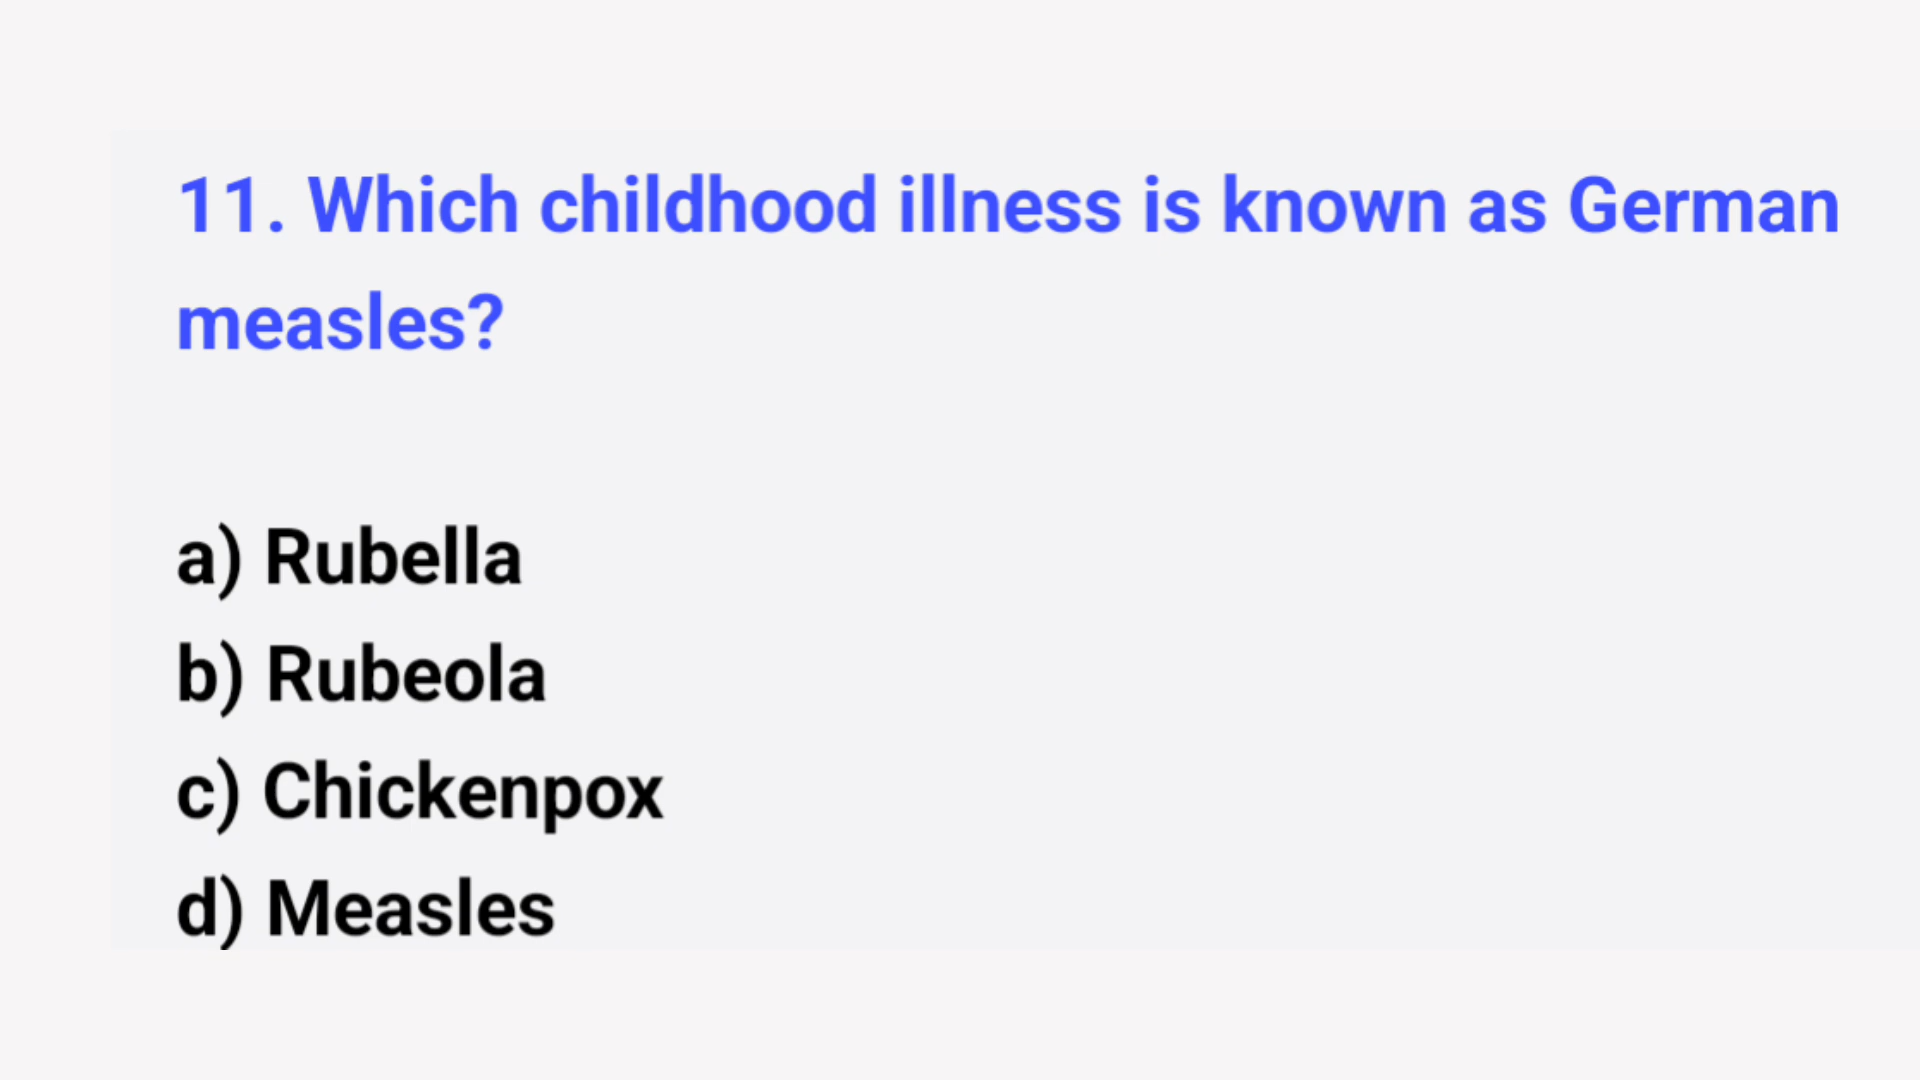 11. Which childhood illness is known as German
measles?
a) Rubella
b) Rubeola
c) Chickenpox
d) Measles